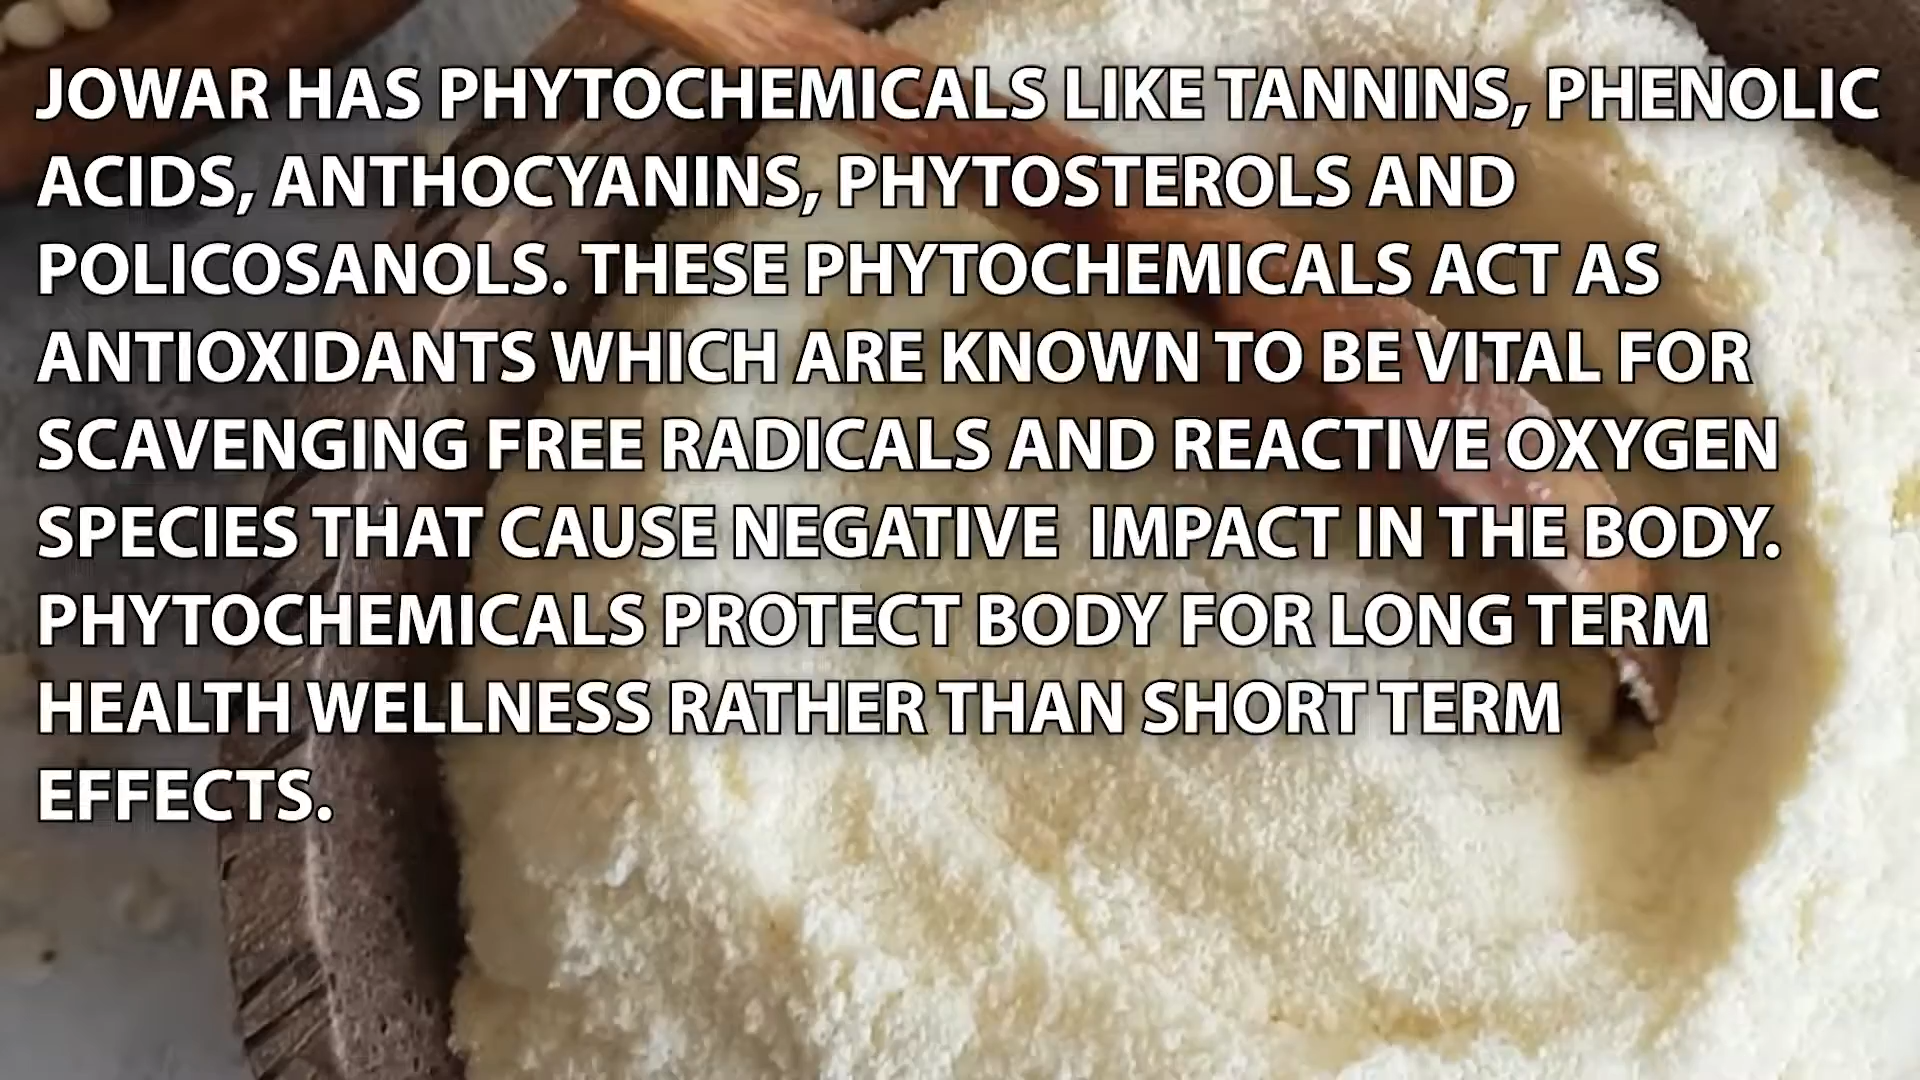 JOWAR HAS PHYTOCHEMICALS LIKE TANNINS, PHENOLIC
ACIDS, ANTHOCYANINS, PHYTOSTEROLS AND
POLICOSANOLS. THESE PHYTOCHEMICALS ACT AS
ANTIOXIDANTS WHICH ARE KNOWN TO BE VITAL FOR
SCAVENGING FREE RADICALS AND REACTIVE OXYGEN
SPECIES THAT CAUSE NEGATIVE  IMPACT IN THE BODY.
PHYTOCHEMICALS PROTECT BODY FOR LONG TERM
HEALTH WELLNESS RATHER THAN SHORT TERM
EFFECTS.